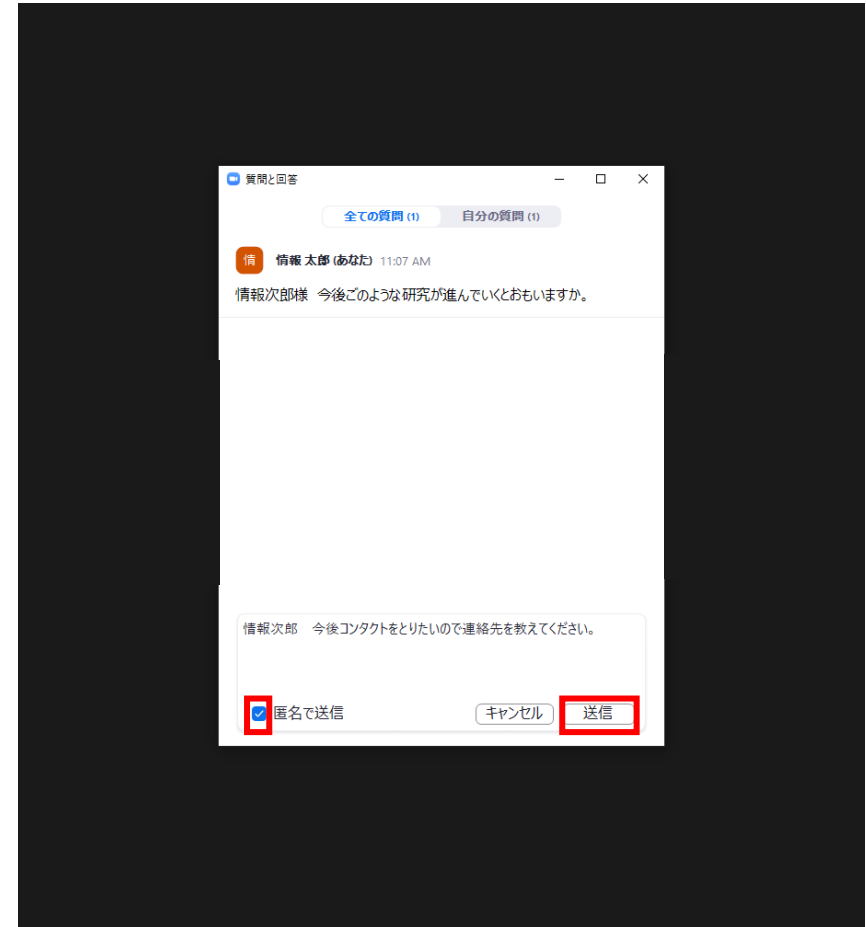 質問と回答
全ての質問 (1) 自分の質問 (1)
情 情報 太郎 (あなた) 11:07 AM
情報次郎様 今後ごのような研究が進んでいくとおもいますか。
情報次郎 今後コンタクトをとりたいので連絡先を教えてください。
匿名で送信 キャンセル 送信